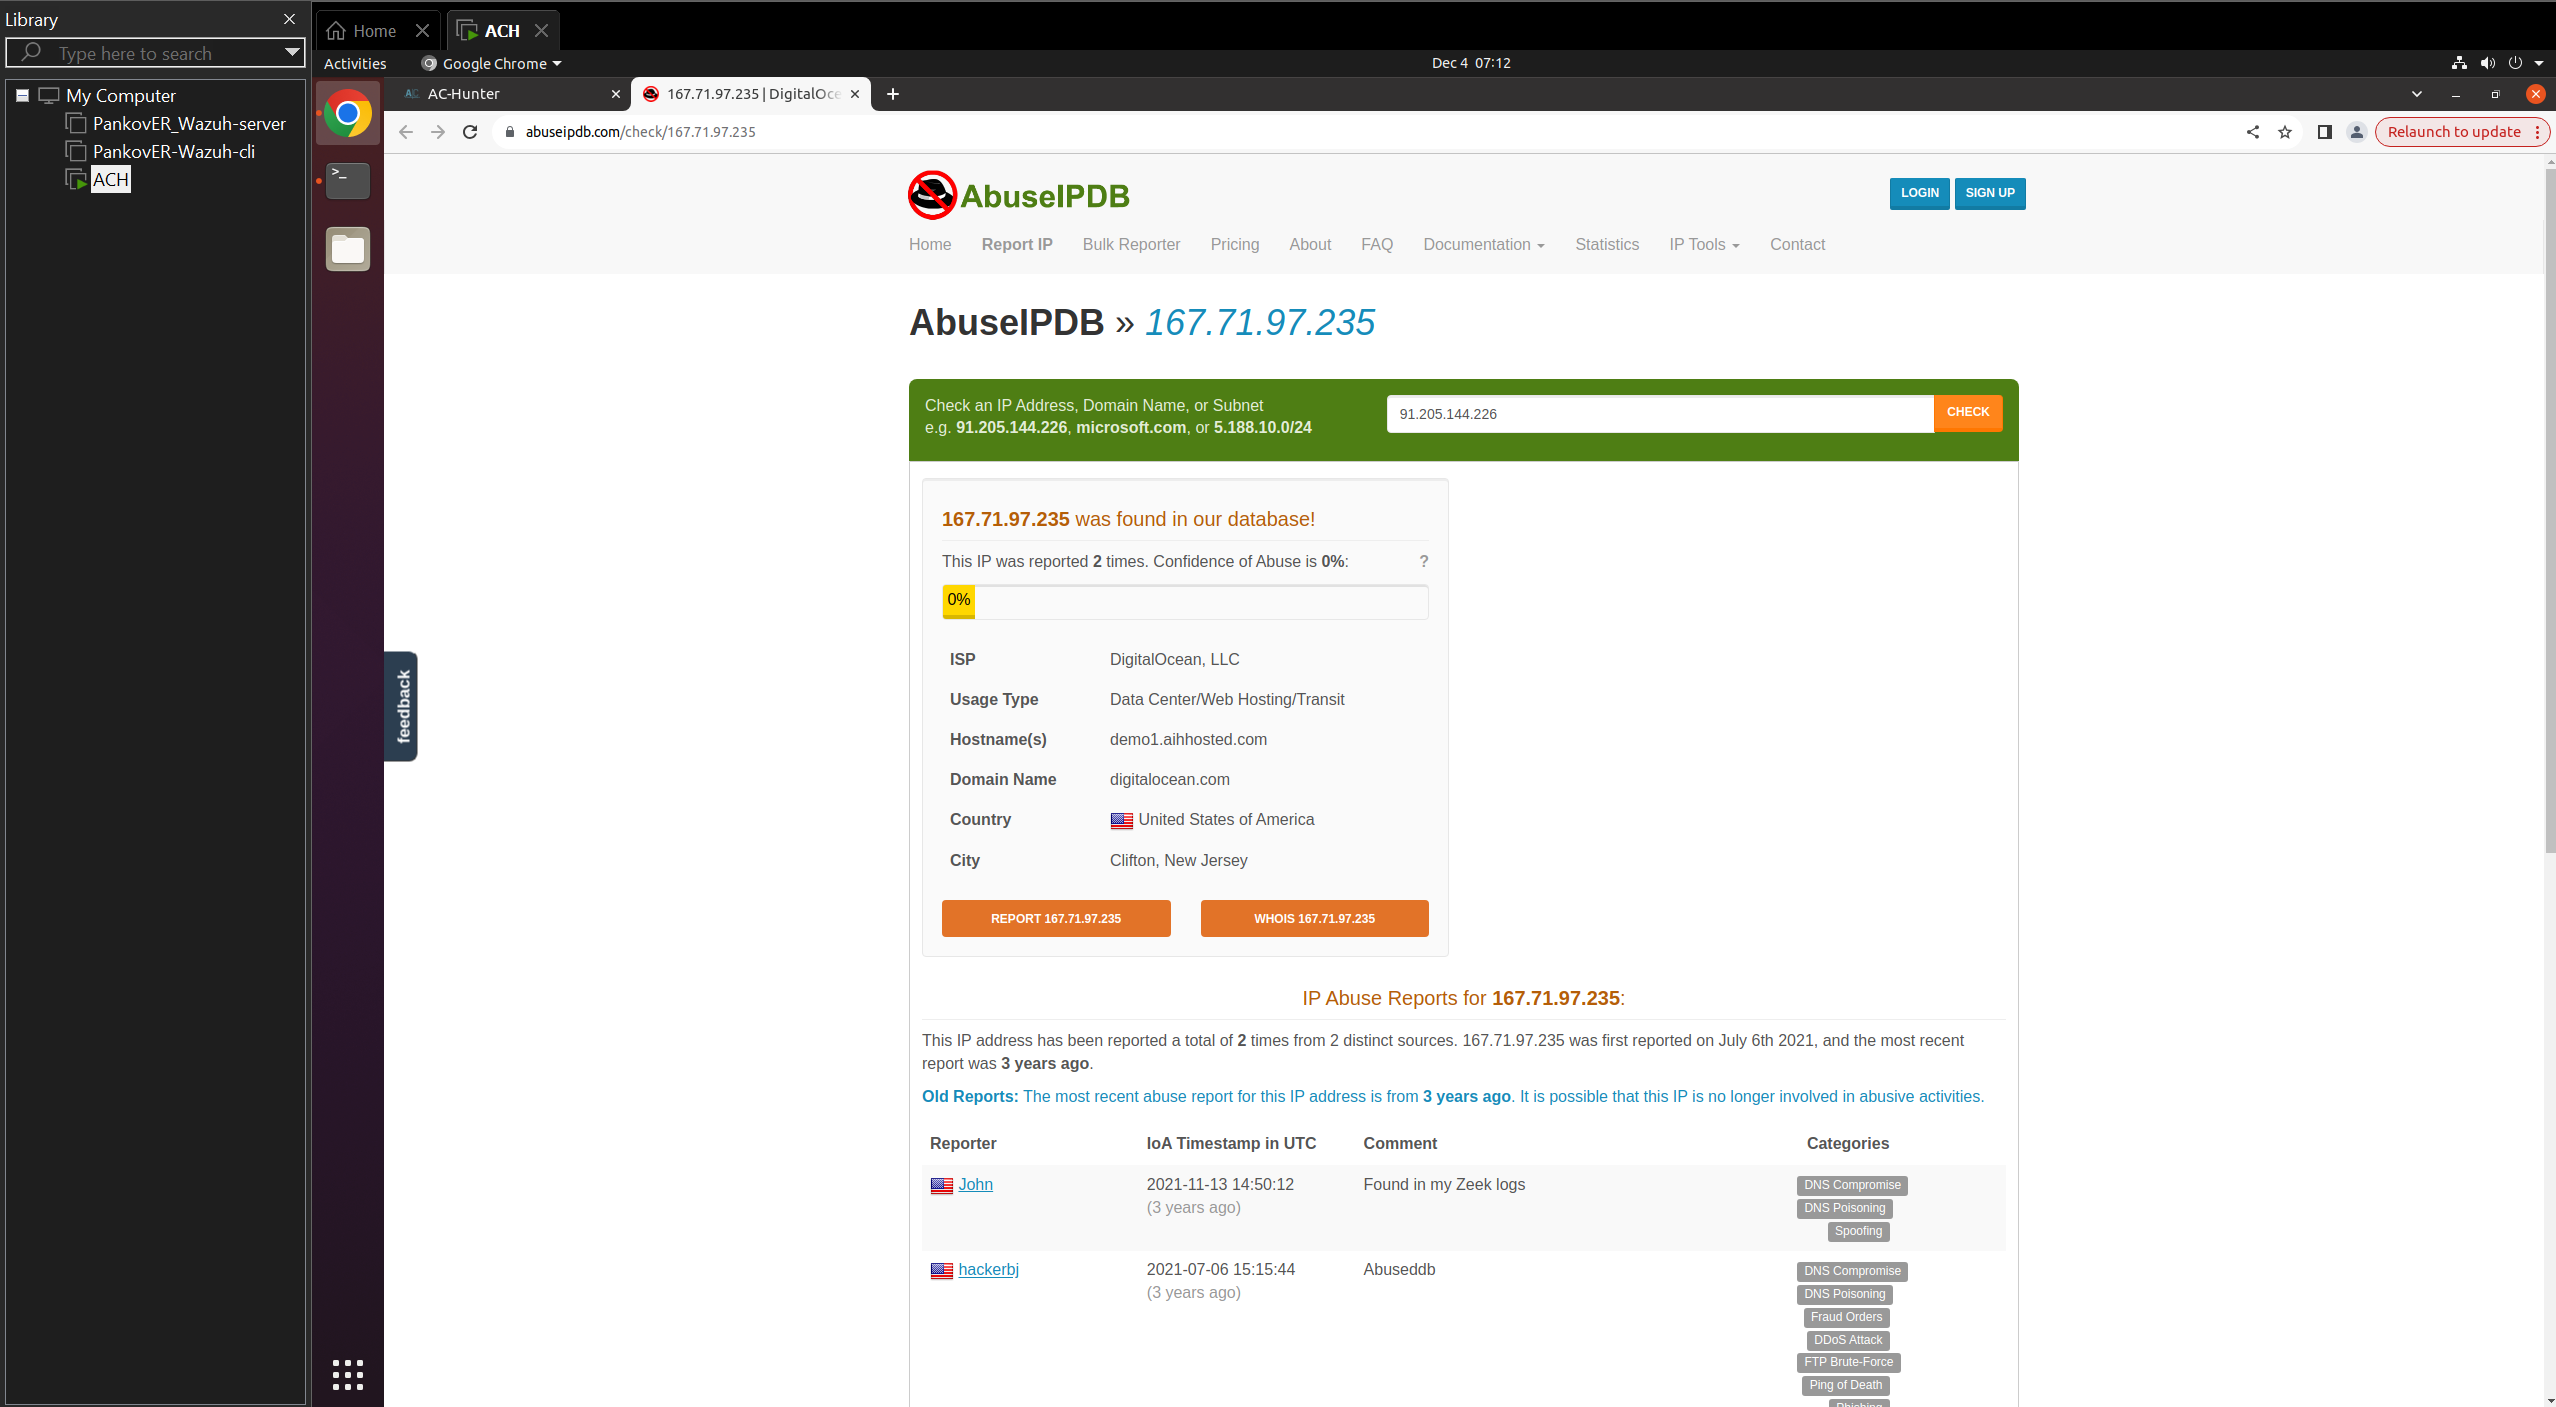 Library
Type here to search
My Computer
PankovER_Wazuh-server
PankovER-Wazuh-cli
ACH
Home
ACH
Activities
Google Chrome
Dec 4 07:12
AC-Hunter
167.71.97.235 | DigitalOce
abuseipdb.com/check/167.71.97.235
Relaunch to update
AbuseIPDB
LOGIN
SIGN UP
Home
Report IP
Bulk Reporter
Pricing
About
FAQ
Documentation
Statistics
IP Tools
Contact
AbuseIPDB » 167.71.97.235
Check an IP Address, Domain Name, or Subnet
e.g. 91.205.144.226, microsoft.com, or 5.188.10.0/24
91.205.144.226
CHECK
167.71.97.235 was found in our database!
This IP was reported 2 times. Confidence of Abuse is 0%: ?
0%
ISP DigitalOcean, LLC
Usage Type Data Center/Web Hosting/Transit
Hostname(s) demo1.aihhosted.com
Domain Name digitalocean.com
Country United States of America
City Clifton, New Jersey
REPORT 167.71.97.235
WHOIS 167.71.97.235
feedback
IP Abuse Reports for 167.71.97.235:
This IP address has been reported a total of 2 times from 2 distinct sources. 167.71.97.235 was first reported on July 6th 2021, and the most recent
report was 3 years ago.
Old Reports: The most recent abuse report for this IP address is from 3 years ago. It is possible that this IP is no longer involved in abusive activities.
Reporter IoA Timestamp in UTC Comment Categories
John 2021-11-13 14:50:12 Found in my Zeek logs DNS Compromise
(3 years ago) DNS Poisoning
Spoofing
hackerbj 2021-07-06 15:15:44 Abuseddb DNS Compromise
(3 years ago) DNS Poisoning
Fraud Orders
DDoS Attack
FTP Brute-Force
Ping of Death
Phishing